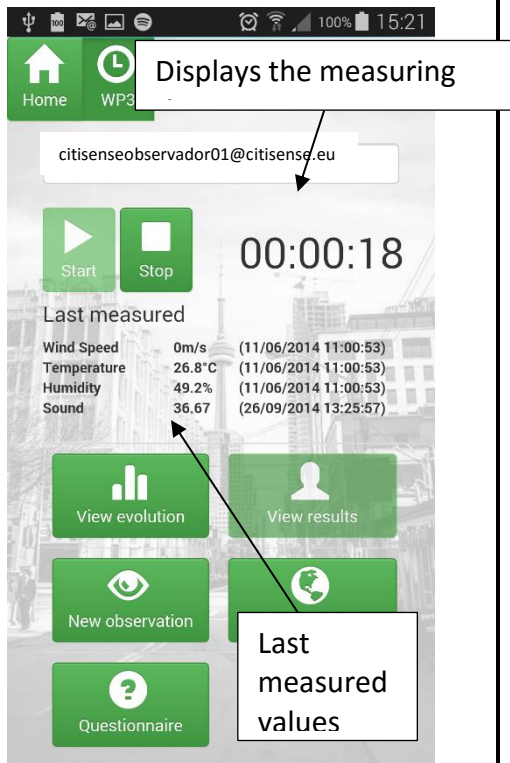 100 100% 15:21
Home WP3
Displays the measuring
citisenseobservador01@citisense.eu
Start Stop 00:00:18
Last measured
Wind Speed 0m/s (11/06/2014 11:00:53)
Temperature 26.8°C (11/06/2014 11:00:53)
Humidity 49.2% (11/06/2014 11:00:53)
Sound 36.67 (26/09/2014 13:25:57)
View evolution View results
New observation
Last
measured
values
Questionnaire